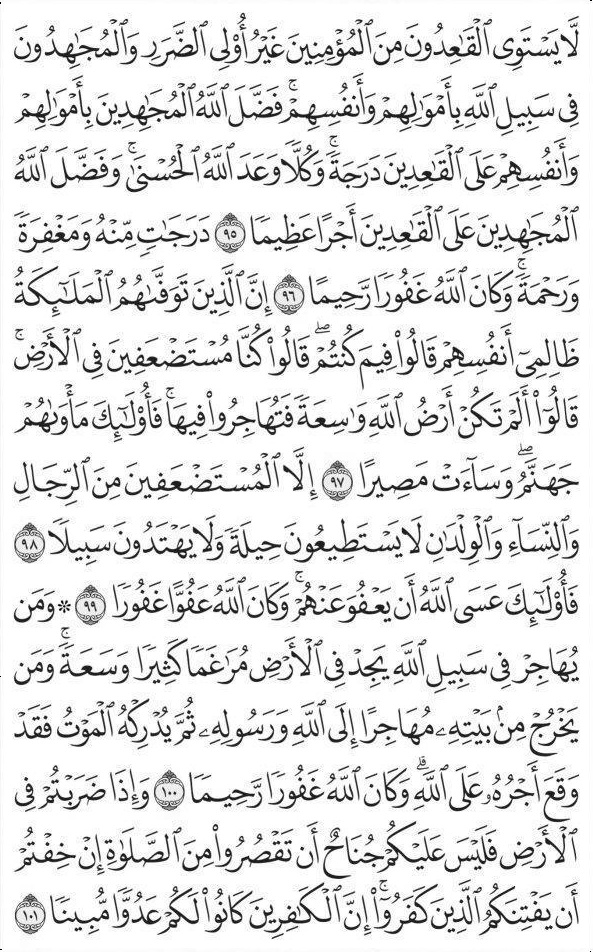 لَّا يَسْتَوِى ٱلْقَٰعِدُونَ مِنَ ٱلْمُؤْمِنِينَ غَيْرُ أُو۟لِى ٱلضَّرَرِ وَٱلْمُجَٰهِدُونَ
فِى سَبِيلِ ٱللَّهِ بِأَمْوَٰلِهِمْ وَأَنفُسِهِمْ ۚ فَضَّلَ ٱللَّهُ ٱلْمُجَٰهِدِينَ بِأَمْوَٰلِهِمْ
وَأَنفُسِهِمْ عَلَى ٱلْقَٰعِدِينَ دَرَجَةً ۚ وَكُلًّا وَعَدَ ٱللَّهُ ٱلْحُسْنَىٰ ۚ وَفَضَّلَ ٱللَّهُ
ٱلْمُجَٰهِدِينَ عَلَى ٱلْقَٰعِدِينَ أَجْرًا عَظِيمًا ٩٥ دَرَجَٰتٍ مِّنْهُ وَمَغْفِرَةً
وَرَحْمَةً ۚ وَكَانَ ٱللَّهُ غَفُورًا رَّحِيمًا ٩٦ إِنَّ ٱلَّذِينَ تَوَفَّىٰهُمُ ٱلْمَلَٰٓئِكَةُ
ظَالِمِىٓ أَنفُسِهِمْ قَالُوا۟ فِيمَ كُنتُمْ ۖ قَالُوا۟ كُنَّا مُسْتَضْعَفِينَ فِى ٱلْأَرْضِ ۚ
قَالُوٓا۟ أَلَمْ تَكُنْ أَرْضُ ٱللَّهِ وَٰسِعَةً فَتُهَاجِرُوا۟ فِيهَا ۚ فَأُو۟لَٰٓئِكَ مَأْوَىٰهُمْ
جَهَنَّمُ ۖ وَسَآءَتْ مَصِيرًا ٩٧ إِلَّا ٱلْمُسْتَضْعَفِينَ مِنَ ٱلرِّجَالِ
وَٱلنِّسَآءِ وَٱلْوِلْدَٰنِ لَا يَسْتَطِيعُونَ حِيلَةً وَلَا يَهْتَدُونَ سَبِيلًا ٩٨
فَأُو۟لَٰٓئِكَ عَسَى ٱللَّهُ أَن يَعْفُوَ عَنْهُمْ ۚ وَكَانَ ٱللَّهُ عَفُوًّا غَفُورًا ٩٩ ۞ وَمَن
يُهَاجِرْ فِى سَبِيلِ ٱللَّهِ يَجِدْ فِى ٱلْأَرْضِ مُرَٰغَمًا كَثِيرًا وَسَعَةً ۚ وَمَن
يَخْرُجْ مِنۢ بَيْتِهِۦ مُهَاجِرًا إِلَى ٱللَّهِ وَرَسُولِهِۦ ثُمَّ يُدْرِكْهُ ٱلْمَوْتُ فَقَدْ
وَقَعَ أَجْرُهُۥ عَلَى ٱللَّهِ ۗ وَكَانَ ٱللَّهُ غَفُورًا رَّحِيمًا ١٠٠ وَإِذَا ضَرَبْتُمْ فِى
ٱلْأَرْضِ فَلَيْسَ عَلَيْكُمْ جُنَاحٌ أَن تَقْصُرُوا۟ مِنَ ٱلصَّلَوٰةِ إِنْ خِفْتُمْ
أَن يَفْتِنَكُمُ ٱلَّذِينَ كَفَرُوٓا۟ ۚ إِنَّ ٱلْكَٰفِرِينَ كَانُوا۟ لَكُمْ عَدُوًّا مُّبِينًا ١٠١